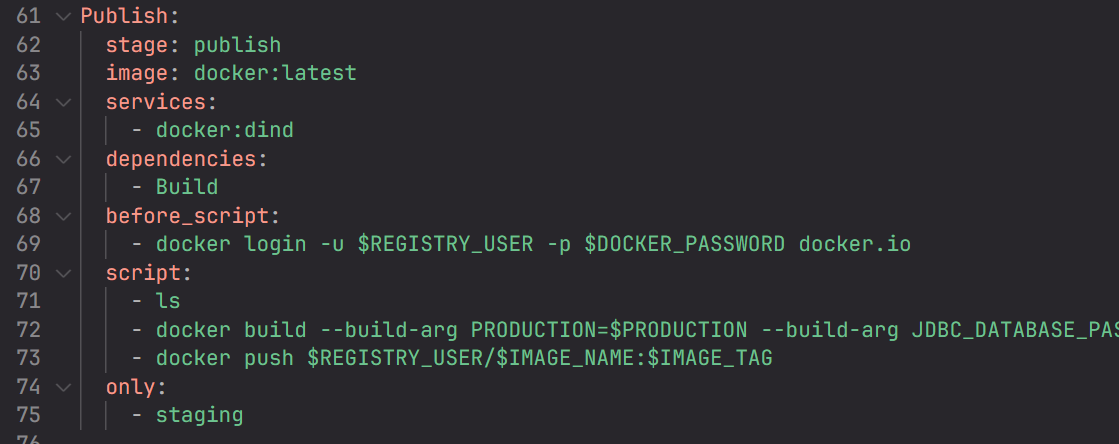 61 Publish:
62 stage: publish
63 image: docker:latest
64 services:
65 - docker:dind
66 dependencies:
67 - Build
68 before_script:
69 - docker login -u $REGISTRY_USER -p $DOCKER_PASSWORD docker.io
70 script:
71 - ls
72 - docker build --build-arg PRODUCTION=$PRODUCTION --build-arg JDBC_DATABASE_PAS
73 - docker push $REGISTRY_USER/$IMAGE_NAME:$IMAGE_TAG
74 only:
75 - staging
76